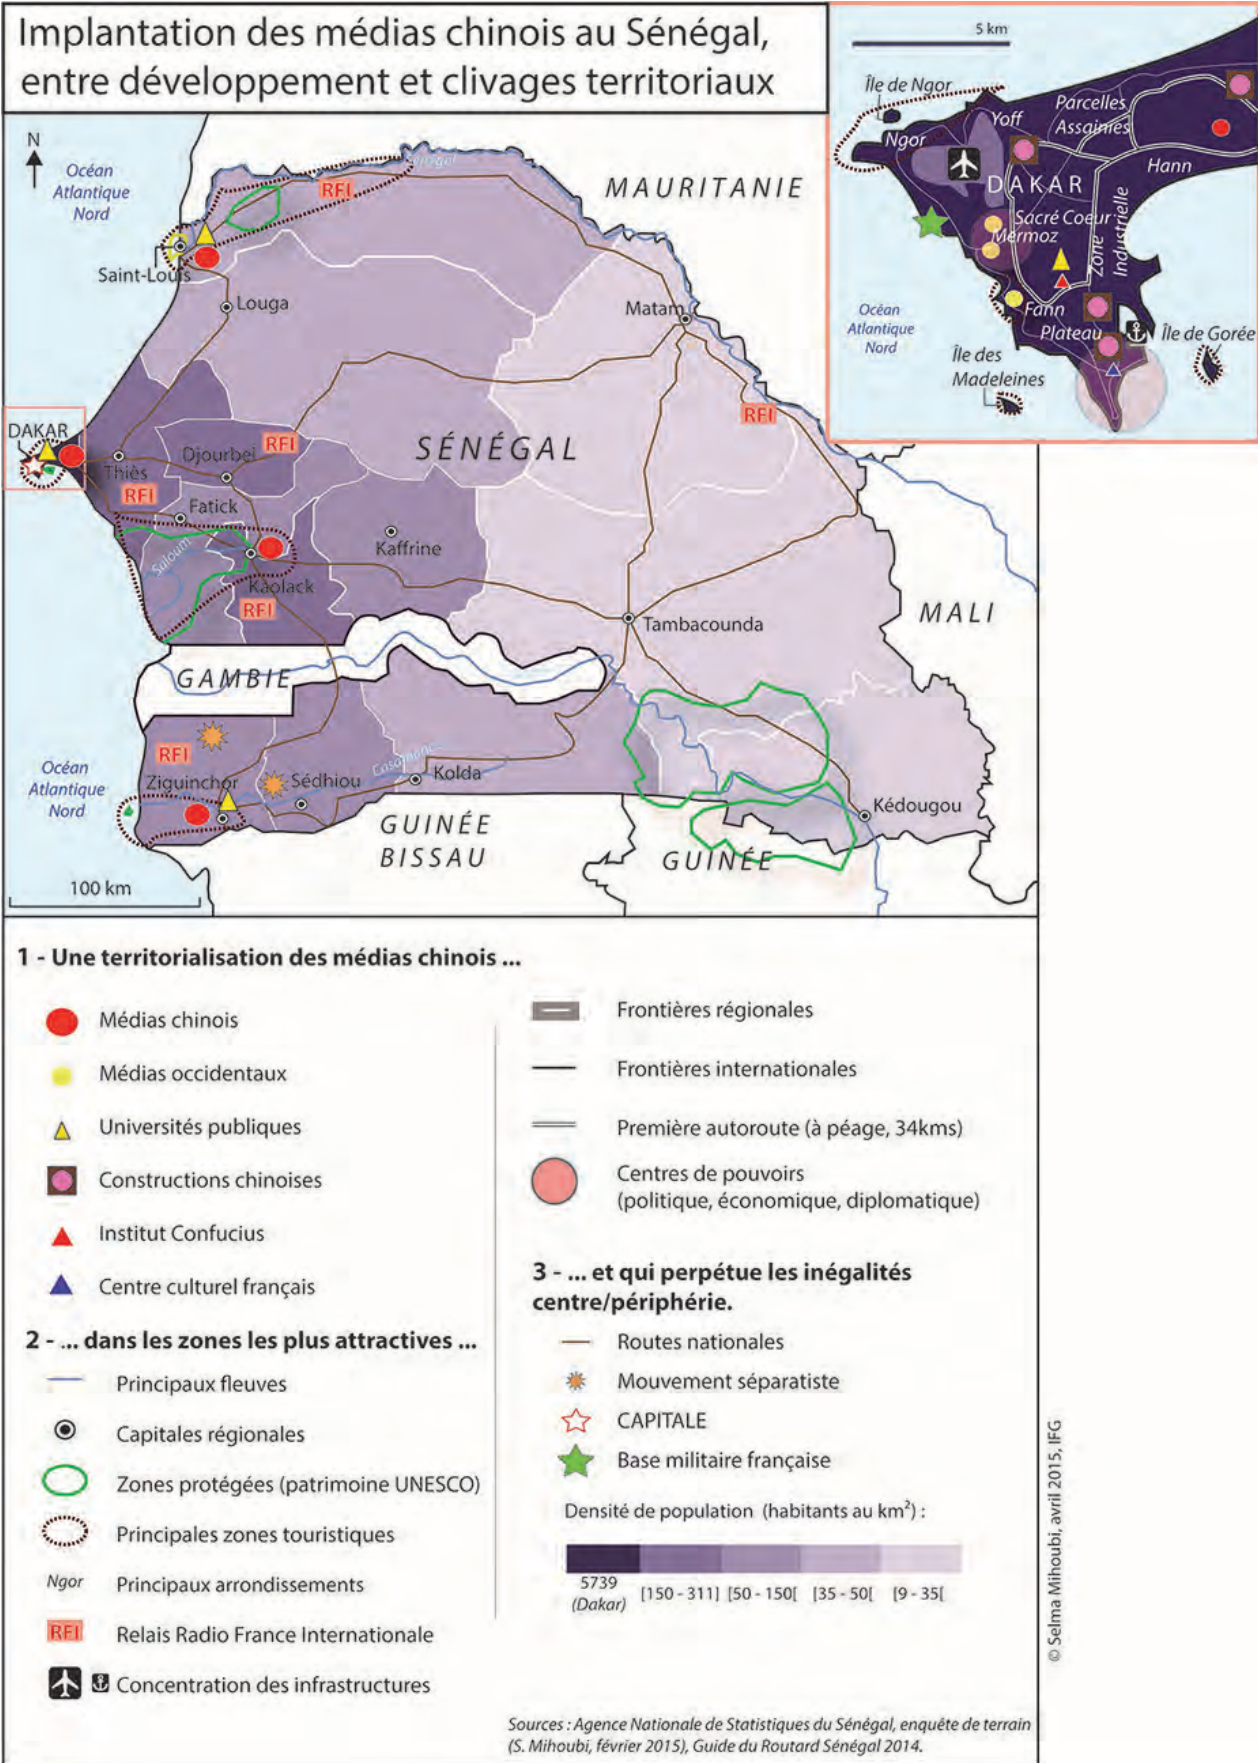 Implantation des médias chinois au Sénégal,
entre développement et clivages territoriaux
5 km
Île de Ngor
Parcelles
Assainies
Yoff
Ngor
Hann
DAKAR
Sacré Coeur
Mermoz
Zone
Industrielle
Fann
Plateau
Océan
Atlantique
Nord
Île de Gorée
Île des
Madeleines
N
Océan
Atlantique
Nord
Sénégal
RFI
MAURITANIE
Saint-Louis
Louga
Matam
RFI
DAKAR
SÉNÉGAL
RFI
Djourbel
Thiès
RFI
Fatick
Saloum
Kaffrine
Kaolack
RFI
Tambacounda
MALI
GAMBIE
RFI
Océan
Atlantique
Nord
Ziguinchor
Sédhiou
Casamance
Kolda
Kédougou
GUINÉE
BISSAU
GUINÉE
100 km
1 - Une territorialisation des médias chinois ...
Médias chinois
Médias occidentaux
Universités publiques
Constructions chinoises
Institut Confucius
Centre culturel français
2 - ... dans les zones les plus attractives ...
Principaux fleuves
Capitales régionales
Zones protégées (patrimoine UNESCO)
Principales zones touristiques
Ngor Principaux arrondissements
RFI Relais Radio France Internationale
Concentration des infrastructures
Frontières régionales
Frontières internationales
Première autoroute (à péage, 34kms)
Centres de pouvoirs
(politique, économique, diplomatique)
3 - ... et qui perpétue les inégalités
centre/périphérie.
Routes nationales
Mouvement séparatiste
CAPITALE
Base militaire française
Densité de population (habitants au km²) :
5739 [150 - 311] [50 - 150[ [35 - 50[ [9 - 35[
(Dakar)
Sources : Agence Nationale de Statistiques du Sénégal, enquête de terrain
(S. Mihoubi, février 2015), Guide du Routard Sénégal 2014.
© Selma Mihoubi, avril 2015, IFG